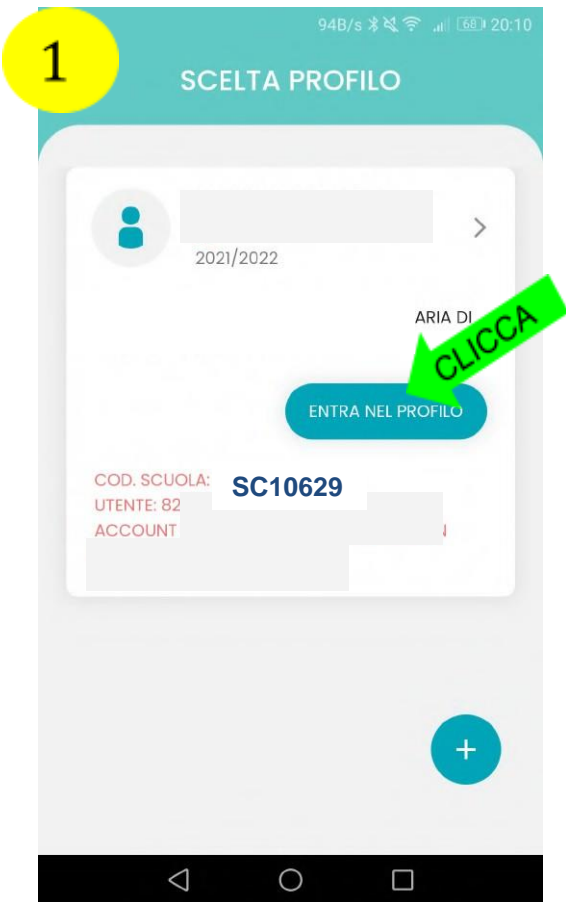 1
94B/s 68 20:10
SCELTA PROFILO
2021/2022
ARIA DI
CLICCA
ENTRA NEL PROFILO
COD. SCUOLA: SC10629
UTENTE: 82
ACCOUNT N
+